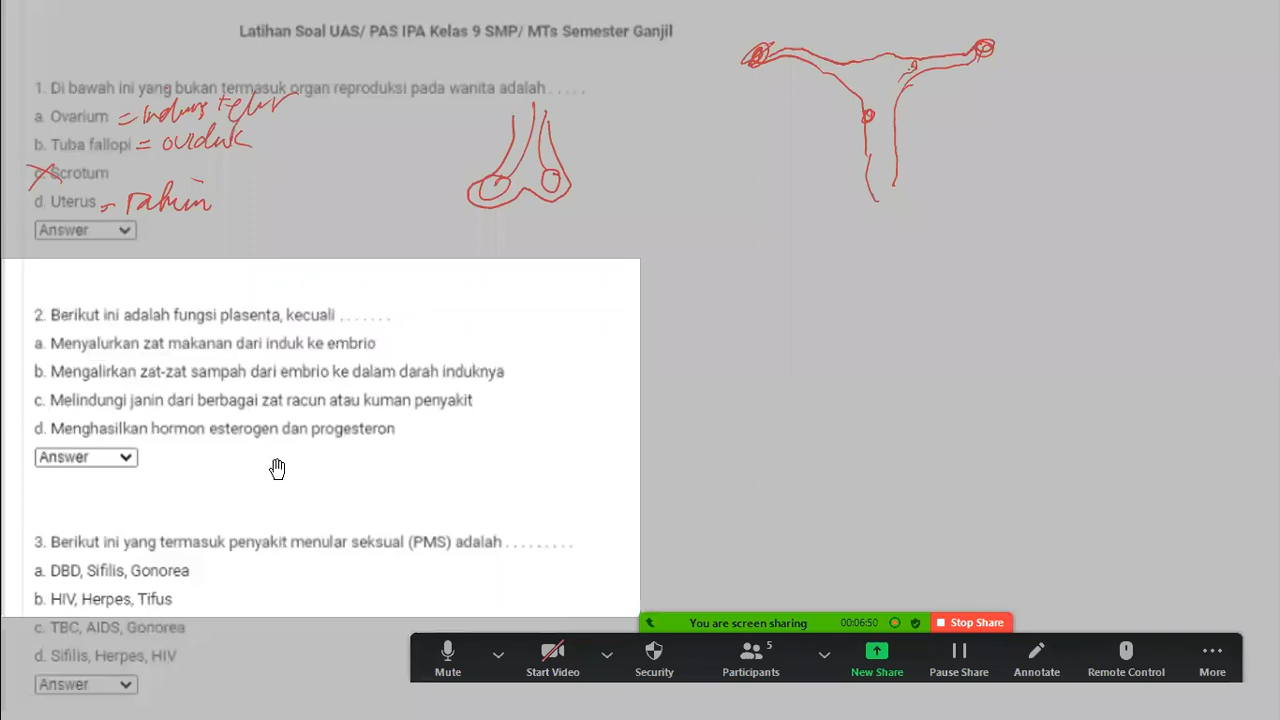 Latihan Soal UAS/ PAS IPA Kelas 9 SMP/ MTs Semester Ganjil
1. Di bawah ini yang bukan termasuk organ reproduksi pada wanita adalah . . . . .
a. Ovarium = indung telur
b. Tuba fallopi = oviduk
c. Scrotum
d. Uterus = rahim
Answer
2. Berikut ini adalah fungsi plasenta, kecuali . . . . . . .
a. Menyalurkan zat makanan dari induk ke embrio
b. Mengalirkan zat-zat sampah dari embrio ke dalam darah induknya
c. Melindungi janin dari berbagai zat racun atau kuman penyakit
d. Menghasilkan hormon esterogen dan progesteron
Answer
3. Berikut ini yang termasuk penyakit menular seksual (PMS) adalah . . . . . . . . .
a. DBD, Sifilis, Gonorea
b. HIV, Herpes, Tifus
c. TBC, AIDS, Gonorea
d. Sifilis, Herpes, HIV
Answer
You are screen sharing 00:06:50 Stop Share
Mute Start Video Security Participants 5 New Share Pause Share Annotate Remote Control More